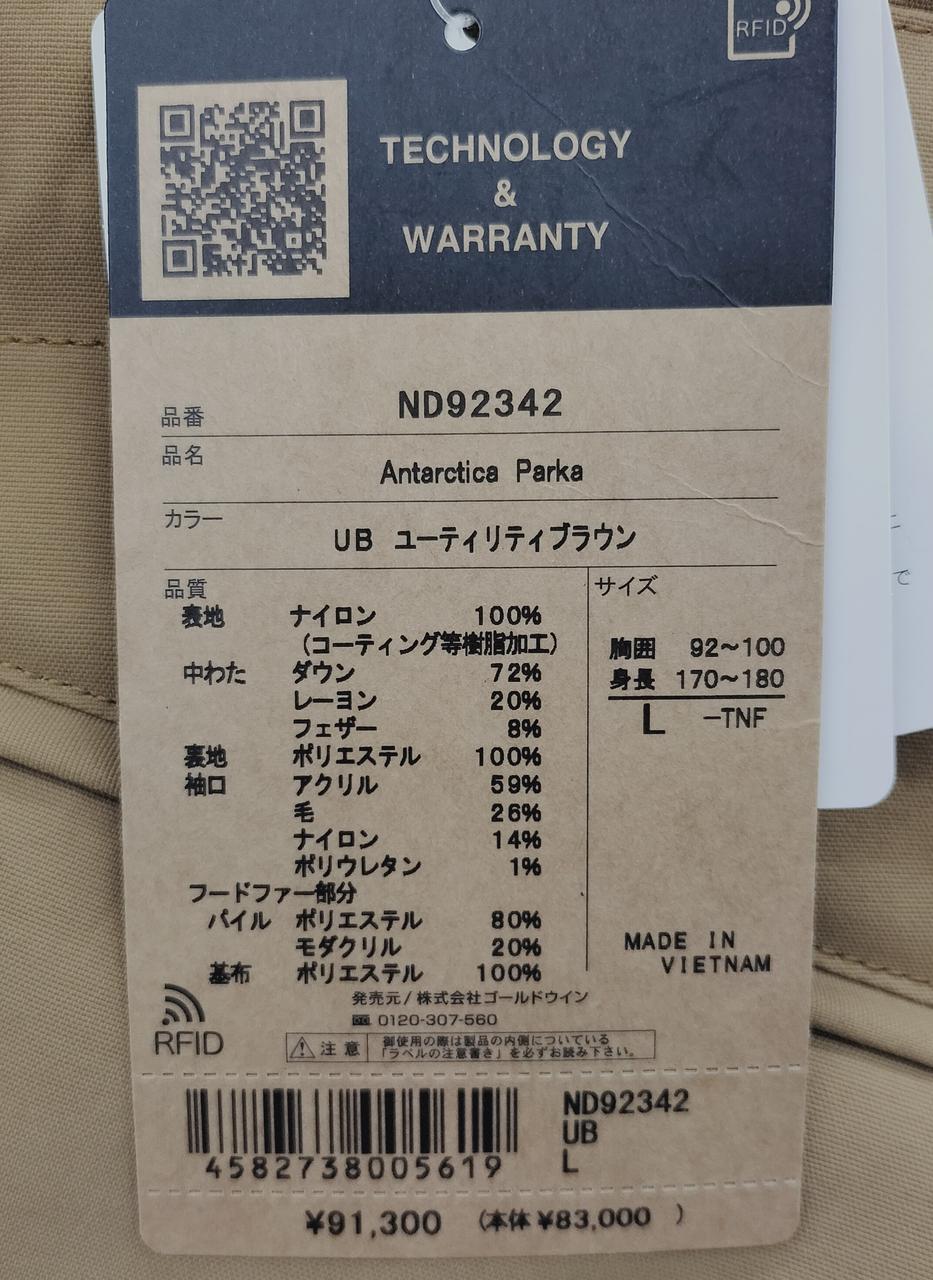 RFID
TECHNOLOGY
&
WARRANTY
品番 ND92342
品名 Antarctica Parka
カラー UB ユーティリティブラウン
品質
表地 ナイロン 100%
(コーティング等樹脂加工)
中わた ダウン 72%
レーヨン 20%
フェザー 8%
裏地 ポリエステル 100%
袖口 アクリル 59%
毛 26%
ナイロン 14%
ポリウレタン 1%
フードファー部分
パイル ポリエステル 80%
モダクリル 20%
基布 ポリエステル 100%
サイズ
胸囲 92~100
身長 170~180
L -TNF
MADE IN
VIETNAM
発売元/株式会社ゴールドウイン
0120-307-560
RFID
注意 御使用の際は製品の内側についている
「ラベルの注意書き」を必ずお読み下さい。
4582738005619
ND92342
UB
L
¥91,300 (本体 ¥83,000 )
で